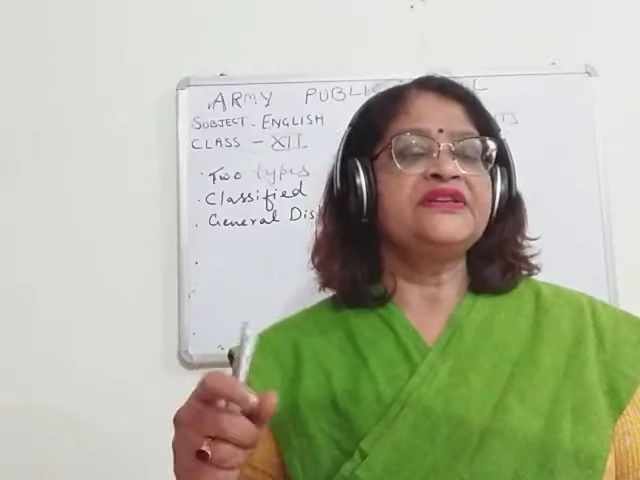 ARMY PUBLIC
SUBJECT - ENGLISH
CLASS - XII
· Two types
· Classified
· General Dis